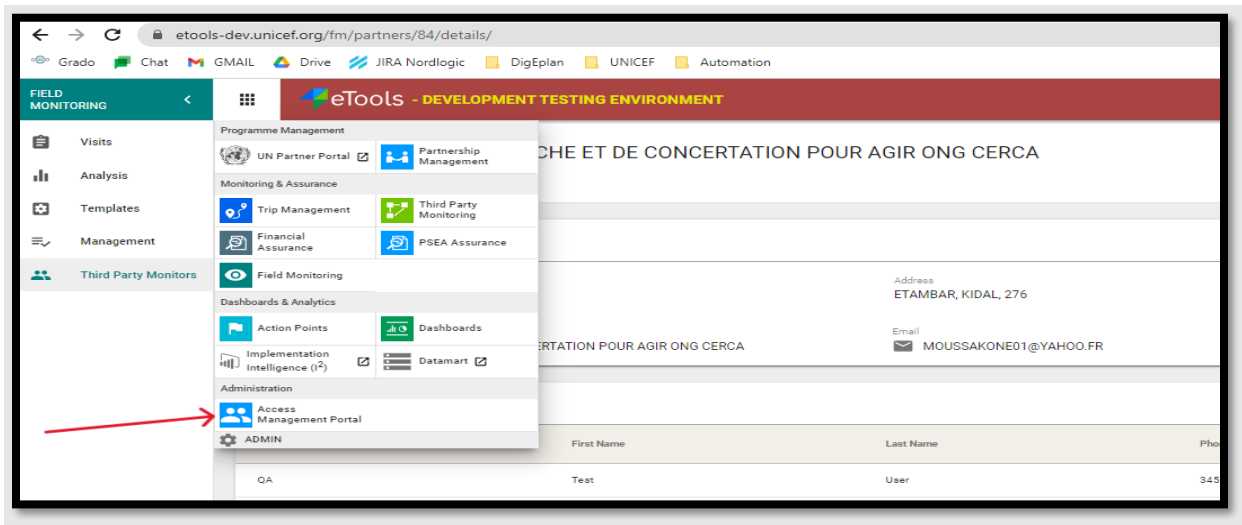 etools-dev.unicef.org/fm/partners/84/details/
Grado Chat GMAIL Drive JIRA Nordlogic DigEplan UNICEF Automation
FIELD
MONITORING
eTools - DEVELOPMENT TESTING ENVIRONMENT
Visits
Analysis
Templates
Management
Third Party Monitors
Programme Management
UN Partner Portal
Partnership
Management
Monitoring & Assurance
Trip Management
Third Party
Monitoring
Financial
Assurance
PSEA Assurance
Field Monitoring
Dashboards & Analytics
Action Points
Dashboards
Implementation
Intelligence (I²)
Datamart
Administration
Access
Management Portal
ADMIN
CHE ET DE CONCERTATION POUR AGIR ONG CERCA
Address
ETAMBAR, KIDAL, 276
Email
ERTATION POUR AGIR ONG CERCA
MOUSSAKONE01@YAHOO.FR
First Name Last Name Pho
QA Test User 345